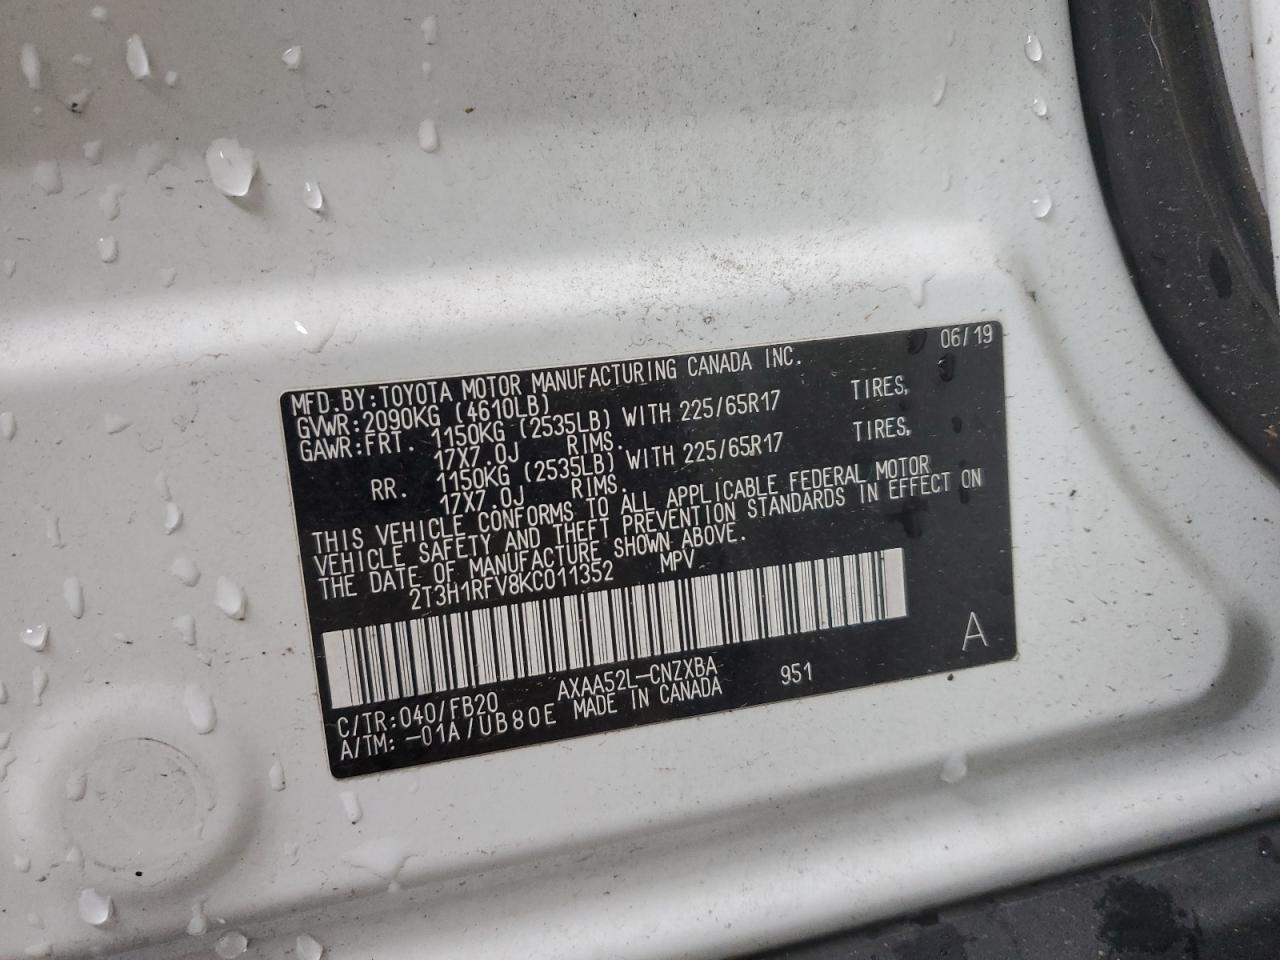 06/19
MFD.BY:TOYOTA MOTOR MANUFACTURING CANADA INC.
GVWR:2090KG (4610LB)
GAWR:FRT. 1150KG (2535LB) WITH 225/65R17 TIRES,
17X7.0J RIMS.
RR. 1150KG (2535LB) WITH 225/65R17 TIRES,
17X7.0J RIMS.
THIS VEHICLE CONFORMS TO ALL APPLICABLE FEDERAL MOTOR
VEHICLE SAFETY AND THEFT PREVENTION STANDARDS IN EFFECT ON
THE DATE OF MANUFACTURE SHOWN ABOVE.
2T3H1RFV8KC011352 MPV
C/TR:040/FB20 AXAA52L-CNZXBA 951 A
A/TM:-01A/UB80E MADE IN CANADA